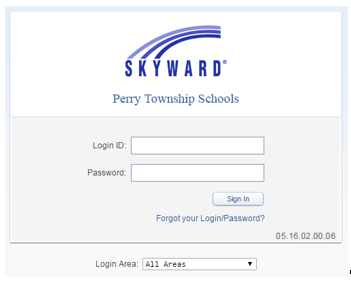 SKYWARD®
Perry Township Schools
Login ID:
Password:
Sign In
Forgot your Login/Password?
05.16.02.00.06
Login Area: All Areas